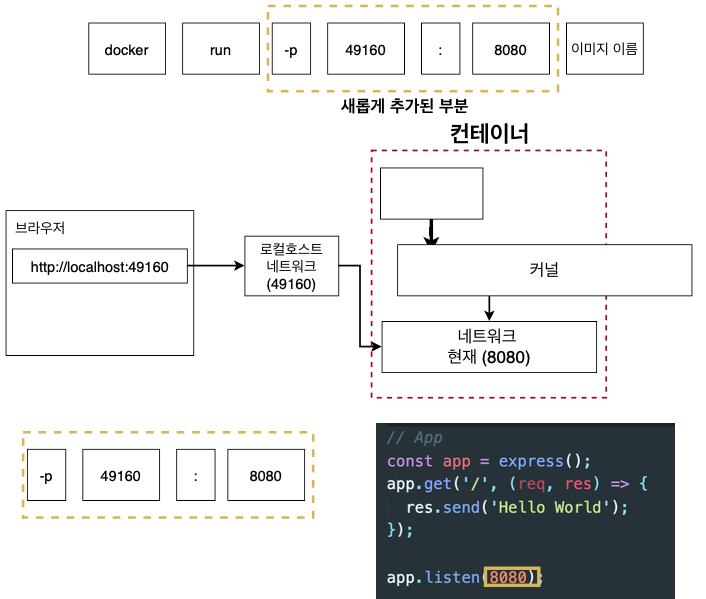 docker run -p 49160 : 8080 이미지 이름
새롭게 추가된 부분
컨테이너
브라우저
http://localhost:49160
로컬호스트
네트워크
(49160)
커널
네트워크
현재 (8080)
-p 49160 : 8080
// App
const app = express();
app.get('/', (req, res) => {
  res.send('Hello World');
});
app.listen(8080);